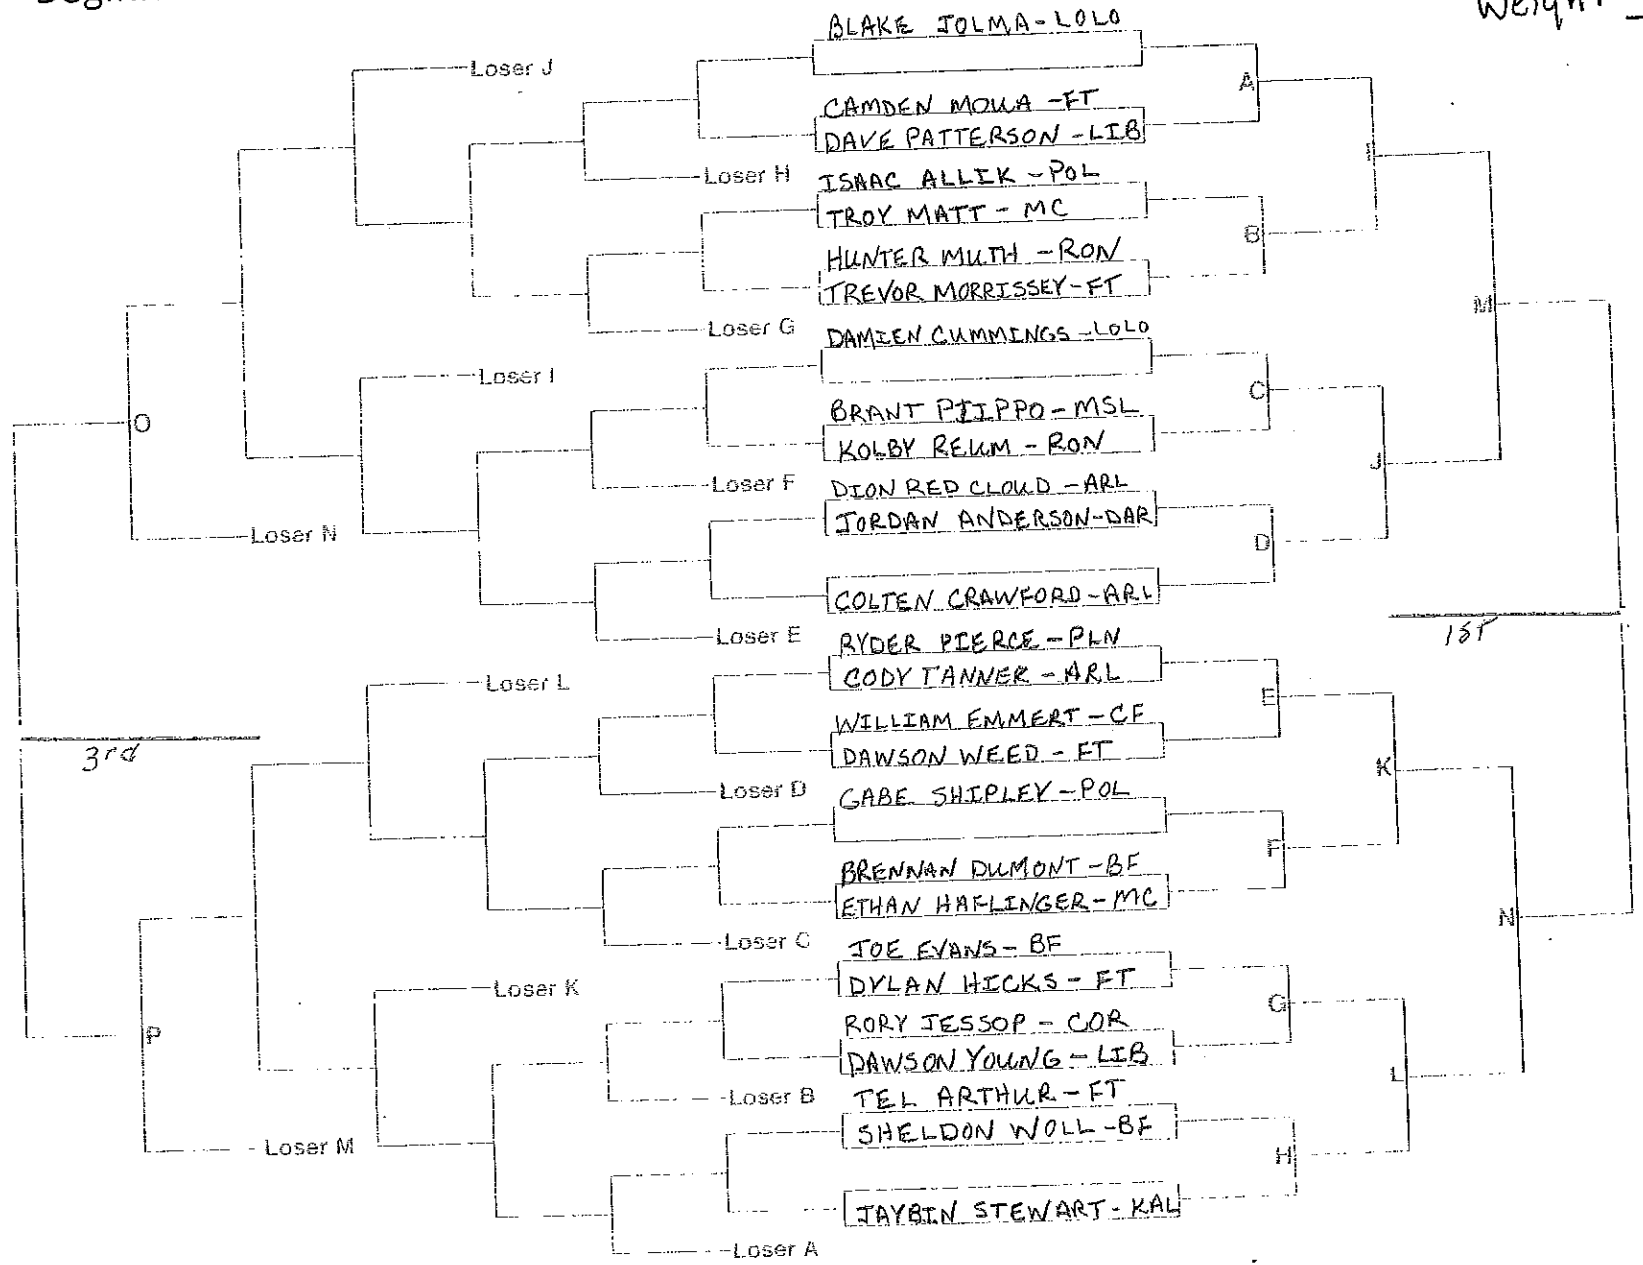 Weight
BLAKE JOLMA-LOLO
Loser J
A
CAMDEN MOUA -FT
DAVE PATTERSON -LIB
I
Loser H
ISAAC ALLIK -POL
TROY MATT - MC
B
HUNTER MUTH -RON
TREVOR MORRISSEY-FT
M
Loser G
DAMIEN CUMMINGS -LOLO
Loser I
C
BRANT PIIPPO -MSL
O
KOLBY REUM - RON
J
Loser F
DION RED CLOUD -ARL
JORDAN ANDERSON-DAR
Loser N
D
COLTEN CRAWFORD-ARL
Loser E
RYDER PIERCE -PLN
1ST
CODY TANNER - ARL
Loser L
E
WILLIAM EMMERT -CF
DAWSON WEED - FT
3rd
K
Loser D
GABE SHIPLEY -POL
F
BRENNAN DUMONT -BF
ETHAN HAFLINGER-MC
N
Loser C
JOE EVANS- BF
DYLAN HICKS - FT
Loser K
G
RORY JESSOP - COR
P
DAWSON YOUNG -LIB
L
Loser B
TEL ARTHUR - FT
SHELDON WOLL -BF
Loser M
H
JAYBIN STEWART-KAL
Loser A